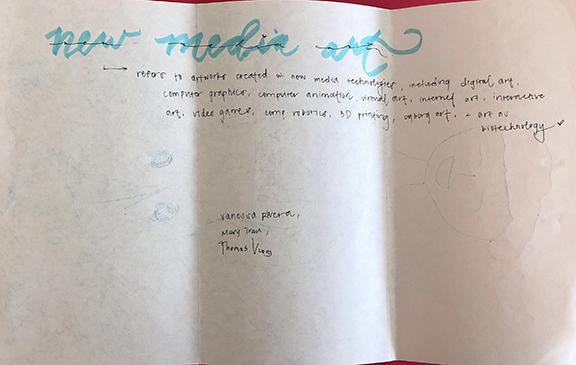 new media art
refers to artworks created w new media technologies, including digital art,
computer graphics, computer animation, virtual art, internet art, interactive
art, video games, comp. robotics, 3D printing, cyborg art, + art as
biotechnology
Vanessa Rivera,
Mary Tran,
Thomas